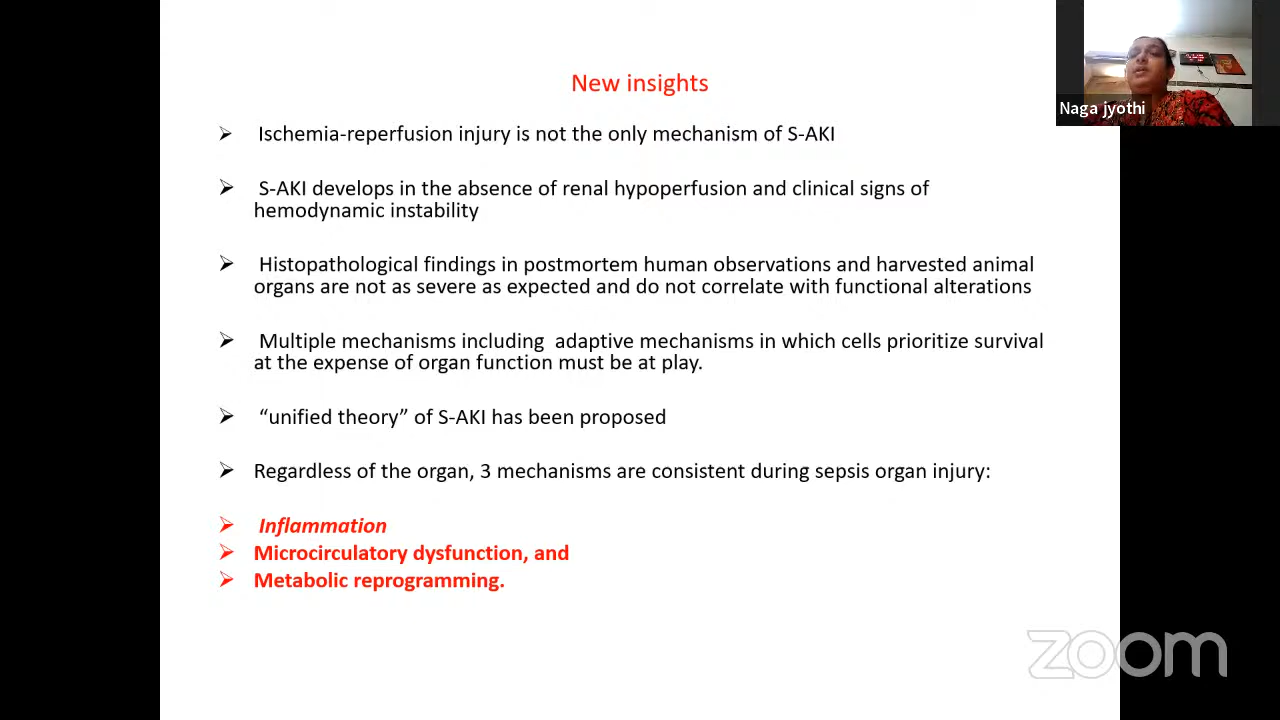 New insights
Naga jyothi
➢ Ischemia-reperfusion injury is not the only mechanism of S-AKI
➢ S-AKI develops in the absence of renal hypoperfusion and clinical signs of
hemodynamic instability
➢ Histopathological findings in postmortem human observations and harvested animal
organs are not as severe as expected and do not correlate with functional alterations
➢ Multiple mechanisms including adaptive mechanisms in which cells prioritize survival
at the expense of organ function must be at play.
➢ “unified theory” of S-AKI has been proposed
➢ Regardless of the organ, 3 mechanisms are consistent during sepsis organ injury:
➢ Inflammation
➢ Microcirculatory dysfunction, and
➢ Metabolic reprogramming.
zoom